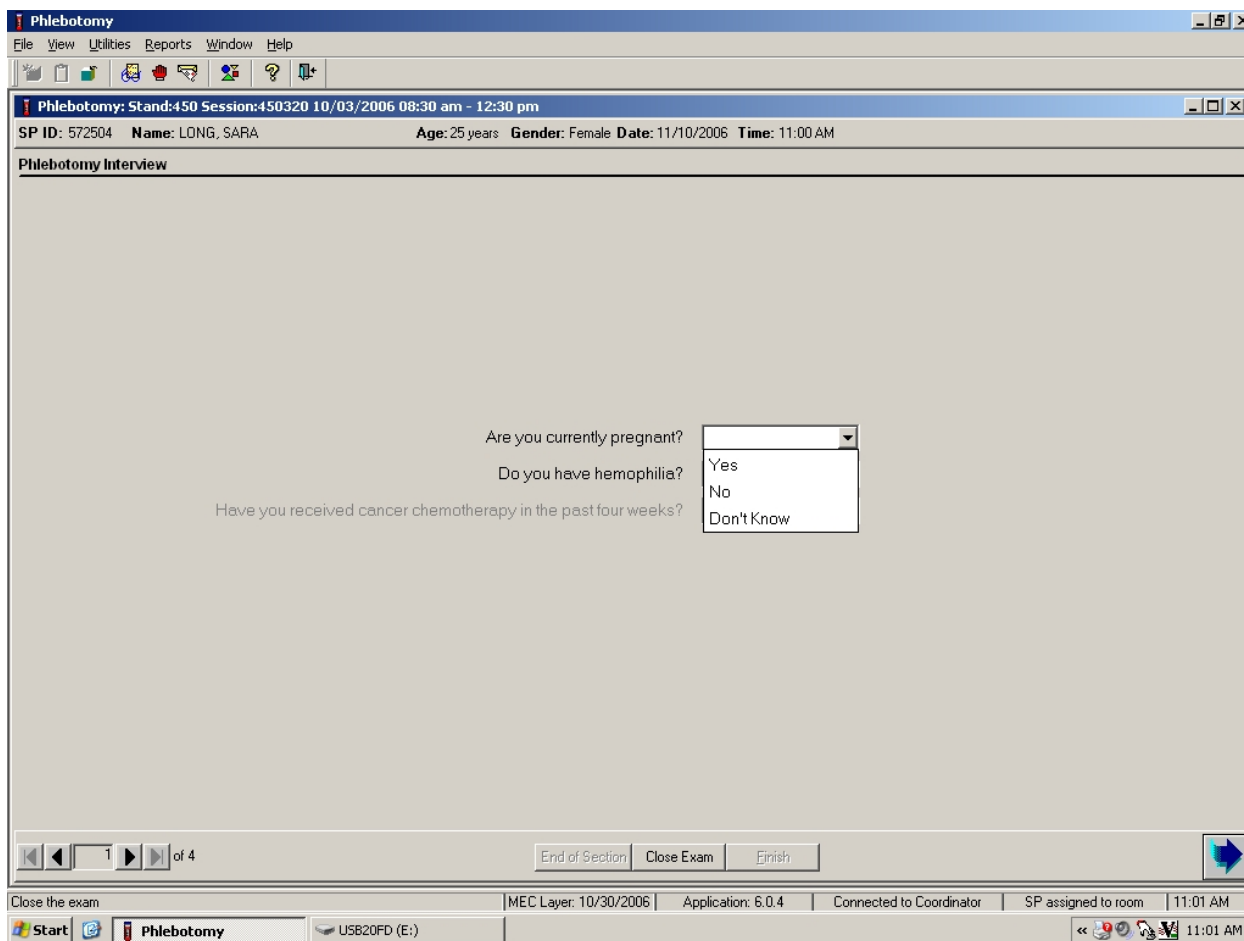 Phlebotomy
File View Utilities Reports Window Help
Phlebotomy: Stand:450 Session:450320 10/03/2006 08:30 am - 12:30 pm
SP ID: 572504 Name: LONG, SARA Age: 25 years Gender: Female Date: 11/10/2006 Time: 11:00 AM
Phlebotomy Interview
Are you currently pregnant?
Do you have hemophilia?
Have you received cancer chemotherapy in the past four weeks?
Yes
No
Don't Know
1 of 4 End of Section Close Exam Finish
Close the exam MEC Layer: 10/30/2006 Application: 6.0.4 Connected to Coordinator SP assigned to room 11:01 AM
Start Phlebotomy USB20FD (E:) « 11:01 AM